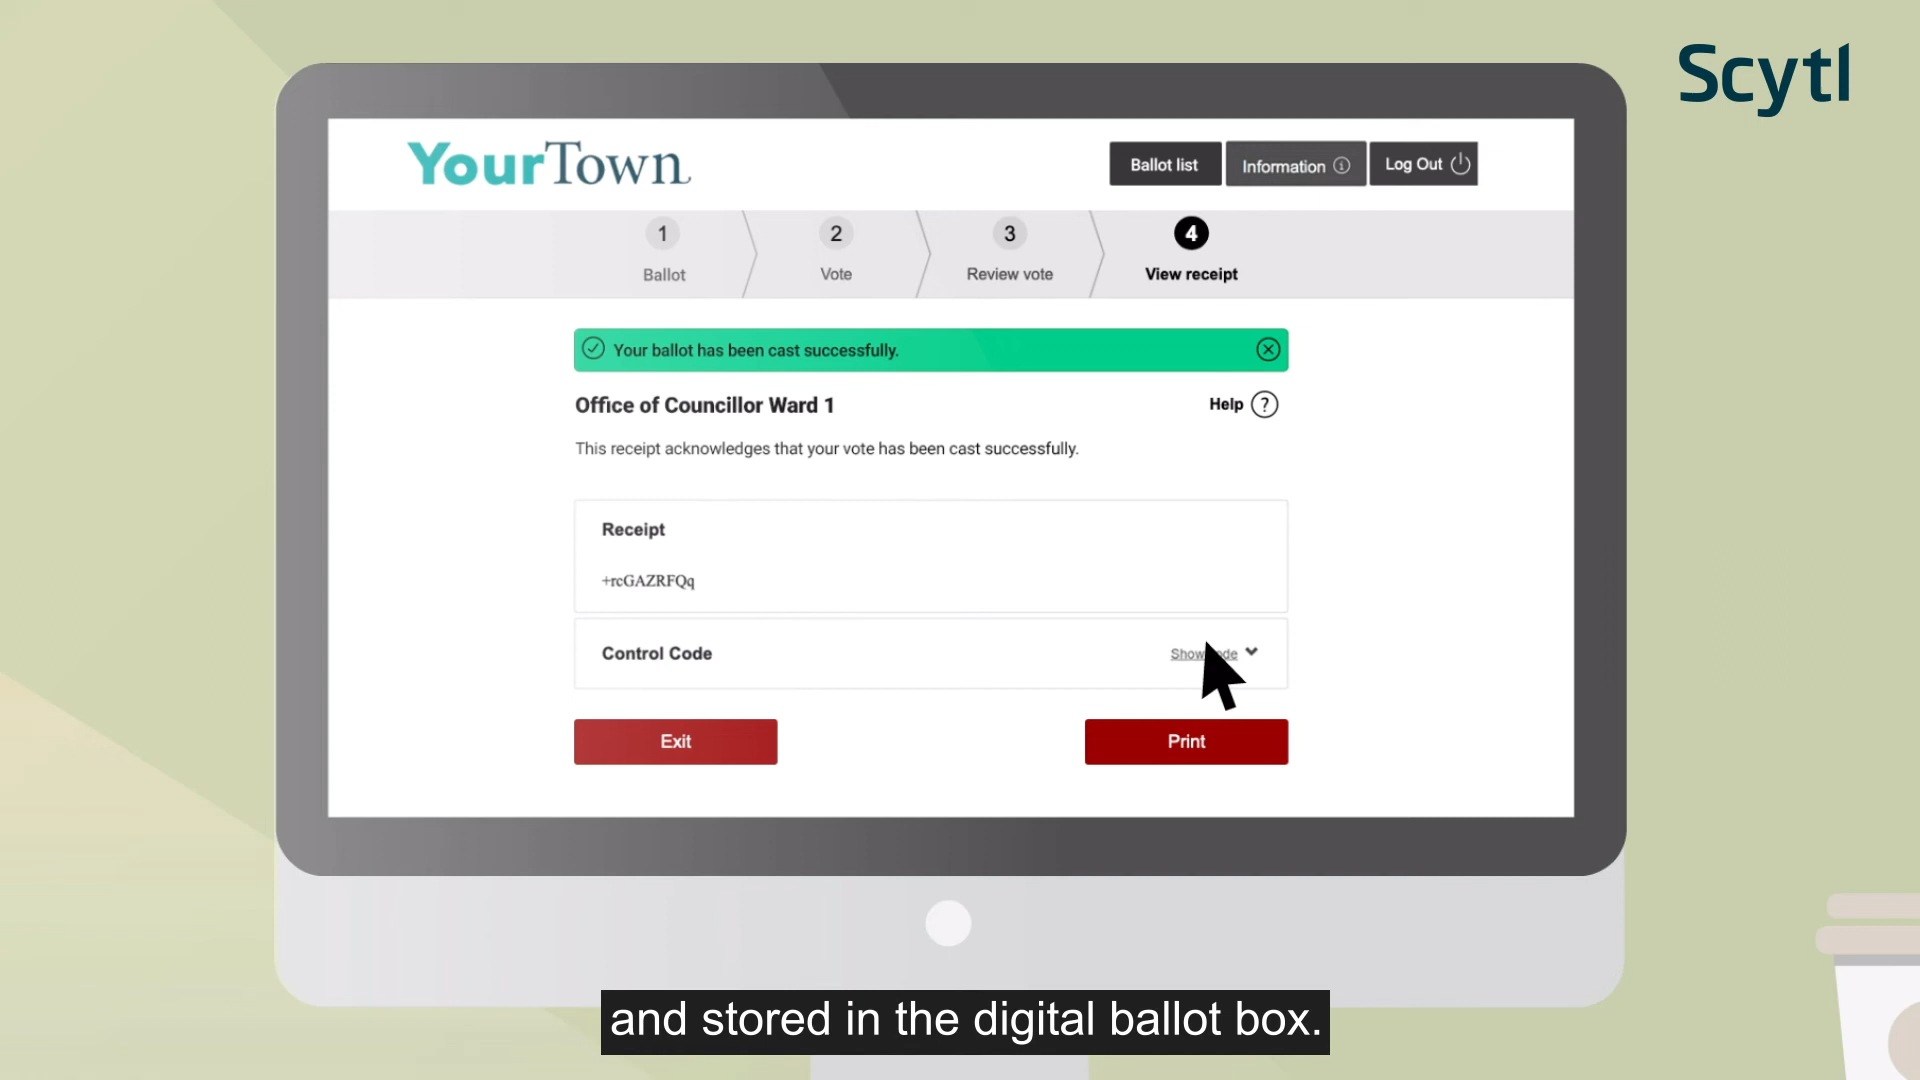 Scytl
YourTown
Ballot list
Information
Log Out
1
Ballot
2
Vote
3
Review vote
4
View receipt
Your ballot has been cast successfully.
Office of Councillor Ward 1
Help ?
This receipt acknowledges that your vote has been cast successfully.
Receipt
+rcGAZRFQq
Control Code
Show
Exit
Print
and stored in the digital ballot box.